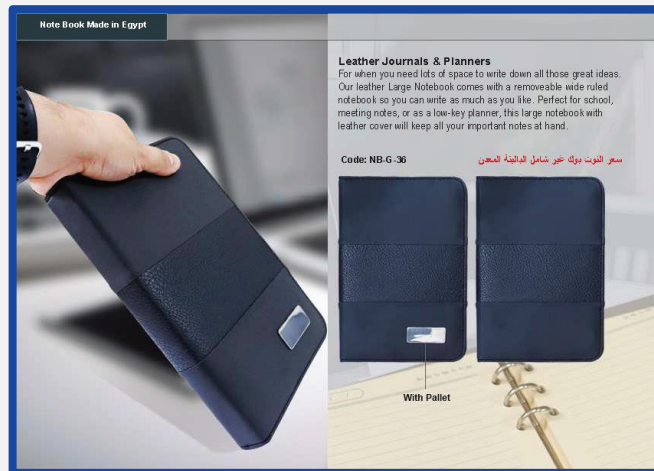 Note Book Made in Egypt
Leather Journals & Planners
For when you need lots of space to write down all those great ideas.
Our leather Large Notebook comes with a removeable wide ruled
notebook so you can write as much as you like. Perfect for school,
meeting notes, or as a low-key planner, this large notebook with
leather cover will keep all your important notes at hand.
Code: NB-G-36
سعر النوت بوك غير شامل البالتة المعدن
With Pallet